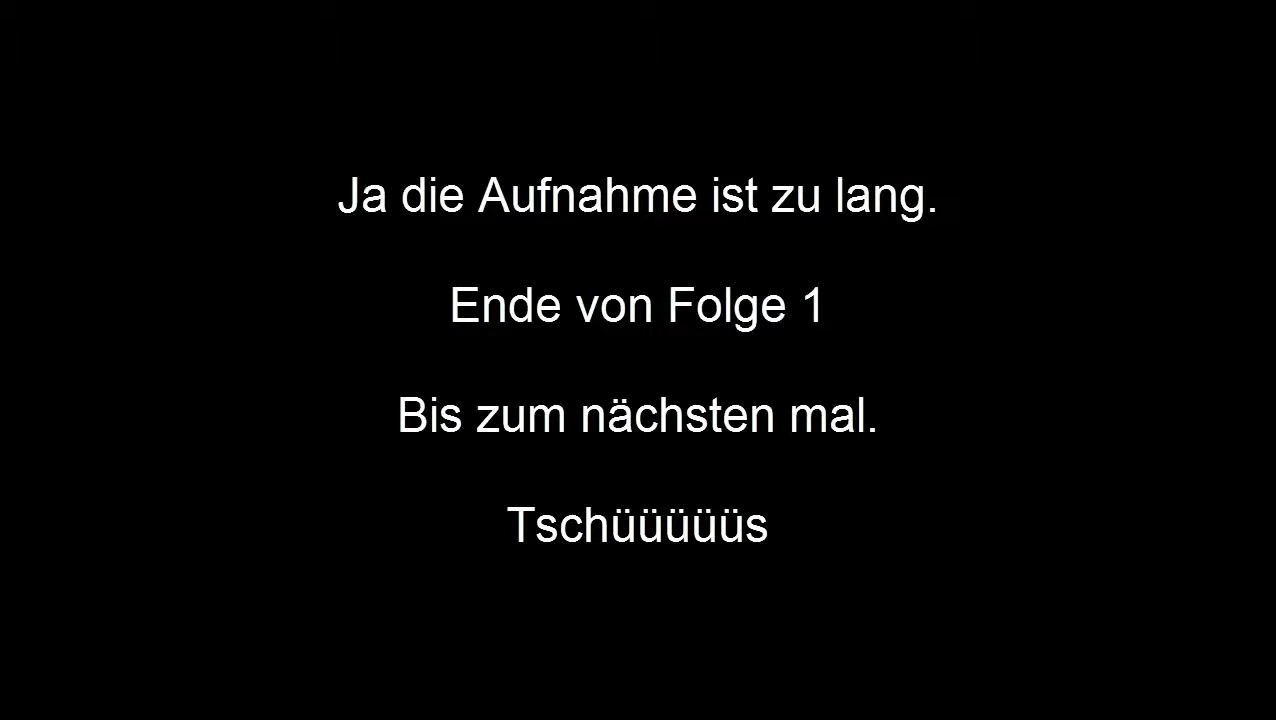 Ja die Aufnahme ist zu lang.
Ende von Folge 1
Bis zum nächsten mal.
Tschüüüüüs